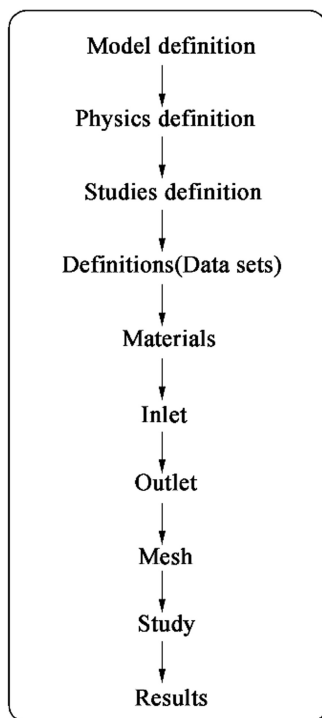 Model definition
Physics definition
Studies definition
Definitions(Data sets)
Materials
Inlet
Outlet
Mesh
Study
Results